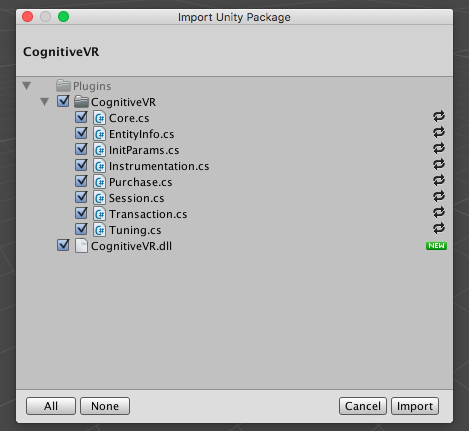 Import Unity Package
CognitiveVR
Plugins
CognitiveVR
C# Core.cs
C# EntityInfo.cs
C# InitParams.cs
C# Instrumentation.cs
C# Purchase.cs
C# Session.cs
C# Transaction.cs
C# Tuning.cs
CognitiveVR.dll NEW
All None Cancel Import